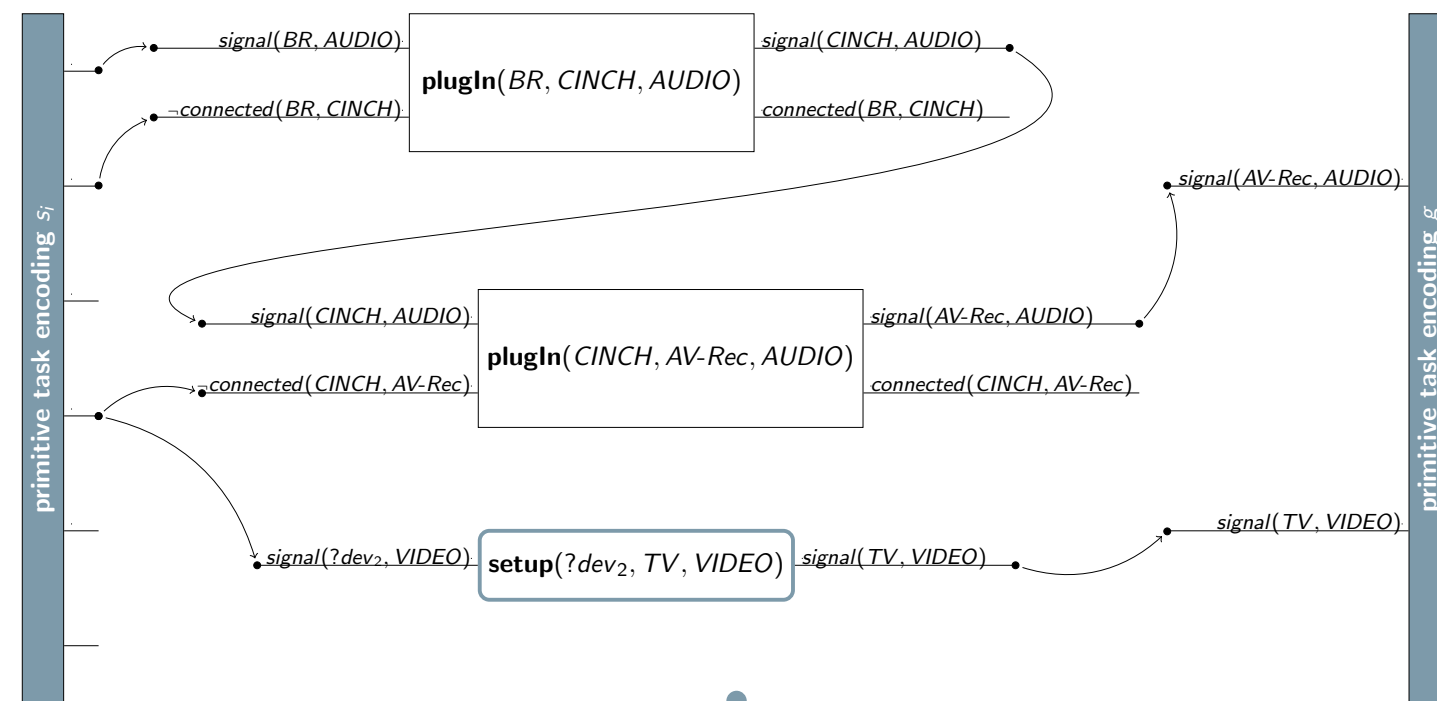 primitive task encoding sᵢ
signal(BR, AUDIO)
¬connected(BR, CINCH)
plugIn(BR, CINCH, AUDIO)
signal(CINCH, AUDIO)
connected(BR, CINCH)
signal(CINCH, AUDIO)
¬connected(CINCH, AV-Rec)
plugIn(CINCH, AV-Rec, AUDIO)
signal(AV-Rec, AUDIO)
connected(CINCH, AV-Rec)
signal(?dev₂, VIDEO)
setup(?dev₂, TV, VIDEO)
signal(TV, VIDEO)
signal(AV-Rec, AUDIO)
signal(TV, VIDEO)
primitive task encoding g